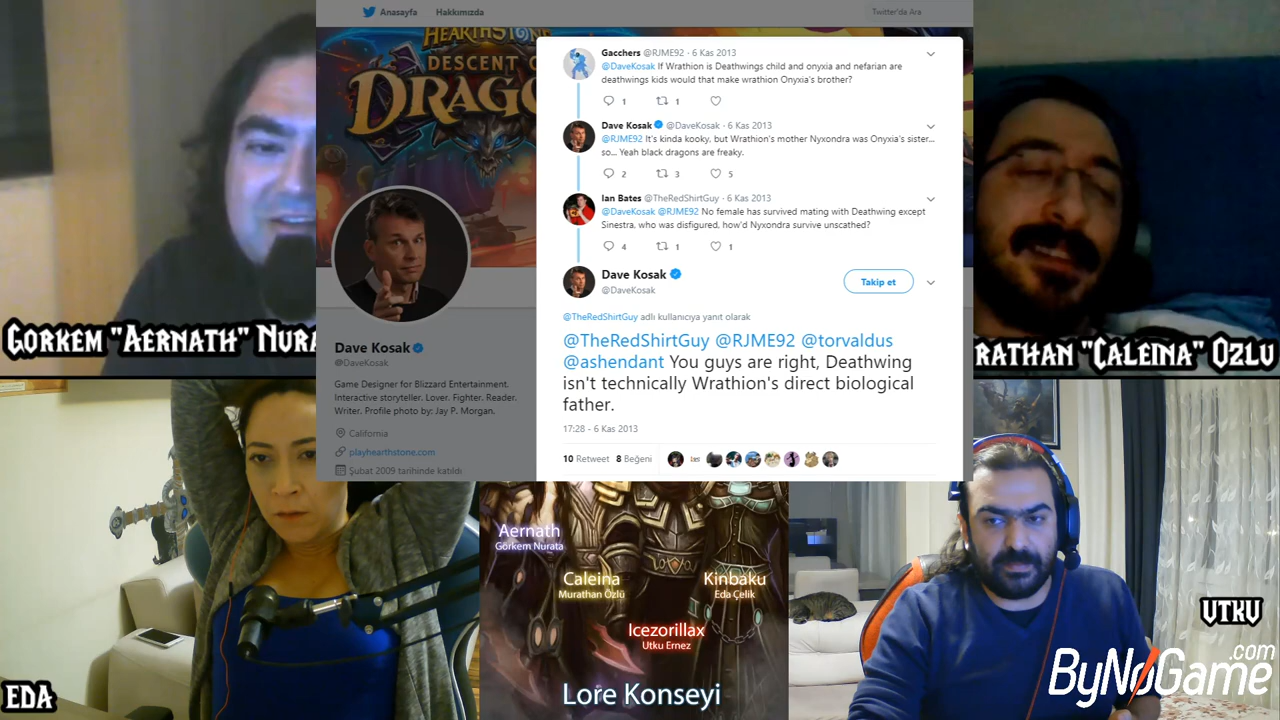 Anasayfa Hakkımızda Twitter'da Ara
HEARTHSTONE
DESCENT OF
DRAGO
Gacchers @RJME92 · 6 Kas 2013
@DaveKosak If Wrathion is Deathwings child and onyxia and nefarian are
deathwings kids would that make wrathion Onyxia's brother?
1 1
Dave Kosak @DaveKosak · 6 Kas 2013
@RJME92 It's kinda kooky, but Wrathion's mother Nyxondra was Onyxia's sister...
so... Yeah black dragons are freaky.
2 3 5
Ian Bates @TheRedShirtGuy · 6 Kas 2013
@DaveKosak @RJME92 No female has survived mating with Deathwing except
Sinestra, who was disfigured, how'd Nyxondra survive unscathed?
4 1 1
Dave Kosak
@DaveKosak
Takip et
@TheRedShirtGuy adlı kullanıcıya yanıt olarak
@TheRedShirtGuy @RJME92 @torvaldus
@ashendant You guys are right, Deathwing
isn't technically Wrathion's direct biological
father.
17:28 - 6 Kas 2013
10 Retweet 8 Beğeni
Dave Kosak
@DaveKosak
Game Designer for Blizzard Entertainment.
Interactive storyteller. Lover. Fighter. Reader.
Writer. Profile photo by: Jay P. Morgan.
California
playhearthstone.com
Şubat 2009 tarihinde katıldı
GORKEM "AERNATH" NURA
RATHAN "CALEINA" OZLU
EDA
UTKU
Aernath
Görkem Nurata
Caleina
Murathan Özlü
Kinbaku
Eda Çelik
Icezorillax
Utku Ernez
Lore Konseyi
ByNoGame.com